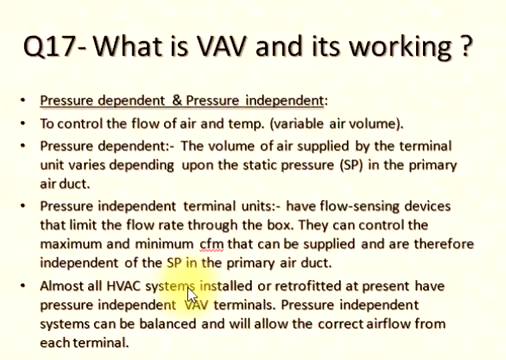 Q17- What is VAV and its working ?
• Pressure dependent & Pressure independent:
• To control the flow of air and temp. (variable air volume).
• Pressure dependent:- The volume of air supplied by the terminal
unit varies depending upon the static pressure (SP) in the primary
air duct.
• Pressure independent terminal units:- have flow-sensing devices
that limit the flow rate through the box. They can control the
maximum and minimum cfm that can be supplied and are therefore
independent of the SP in the primary air duct.
• Almost all HVAC systems installed or retrofitted at present have
pressure independent VAV terminals. Pressure independent
systems can be balanced and will allow the correct airflow from
each terminal.